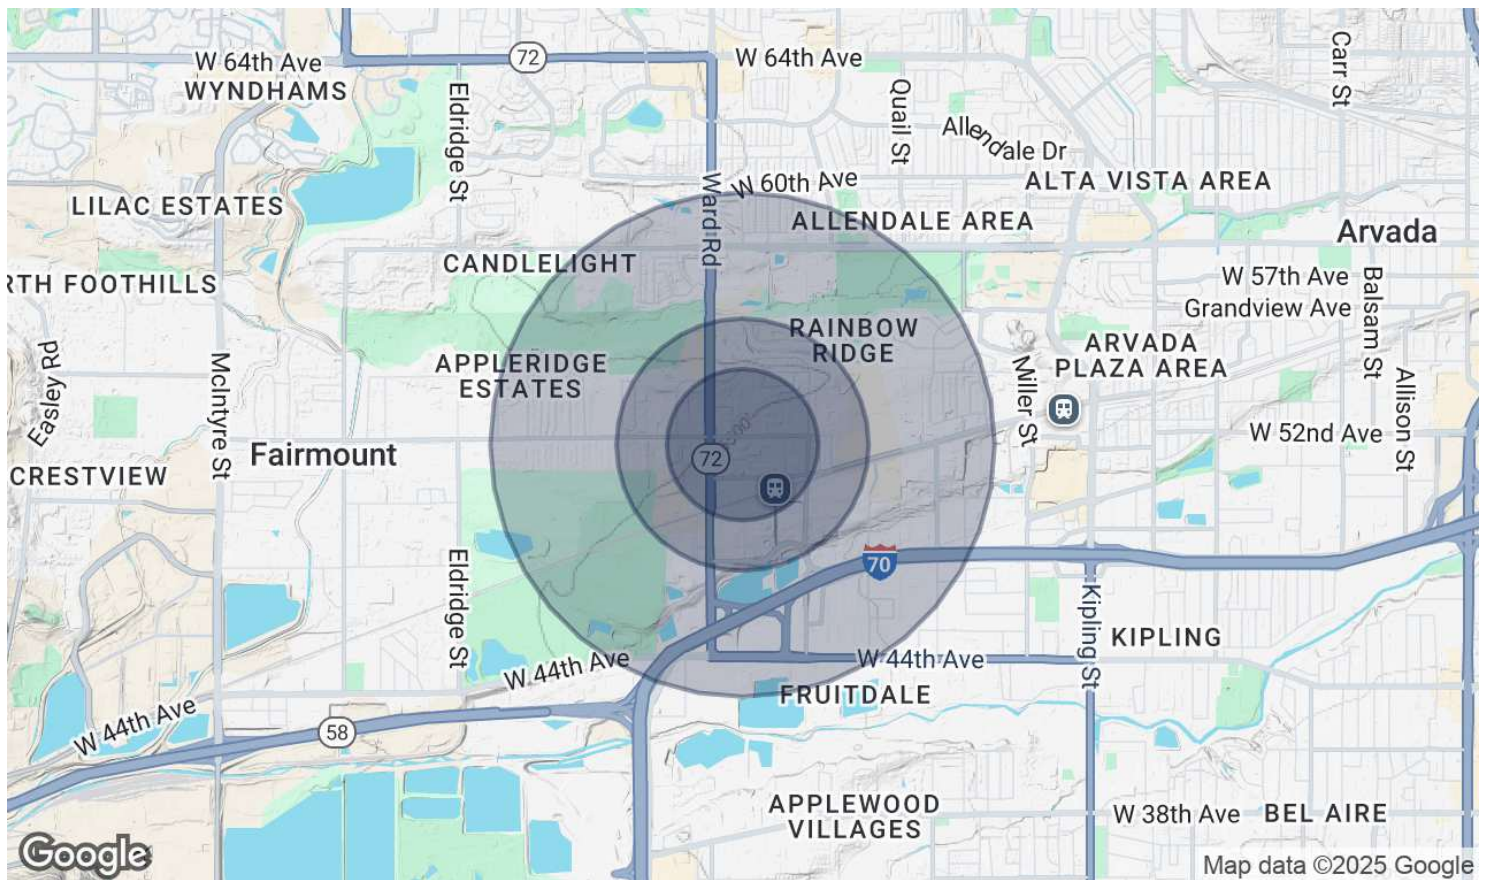 W 64th Ave
WYNDHAMS
72
W 64th Ave
Carr St
Eldridge St
Quail St
Allendale Dr
W 60th Ave
ALTA VISTA AREA
LILAC ESTATES
Ward Rd
ALLENDALE AREA
Arvada
CANDLELIGHT
RTH FOOTHILLS
W 57th Ave
Balsam St
Grandview Ave
RAINBOW
RIDGE
ARVADA
PLAZA AREA
APPLERIDGE
ESTATES
Easley Rd
McIntyre St
Miller St
Allison St
W 52nd Ave
Fairmount
72
CRESTVIEW
70
Eldridge St
Kipling St
KIPLING
W 44th Ave
W 44th Ave
FRUITDALE
W 44th Ave
58
APPLEWOOD
VILLAGES
W 38th Ave
BEL AIRE
Google
Map data ©2025 Google